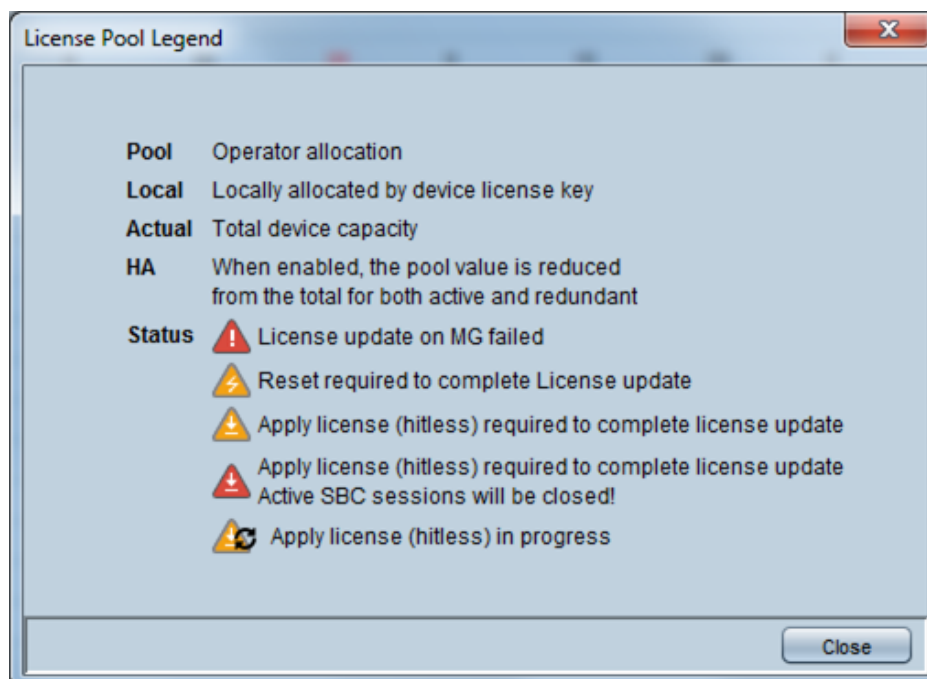 License Pool Legend
Pool Operator allocation
Local Locally allocated by device license key
Actual Total device capacity
HA When enabled, the pool value is reduced
from the total for both active and redundant
Status License update on MG failed
Reset required to complete License update
Apply license (hitless) required to complete license update
Apply license (hitless) required to complete license update
Active SBC sessions will be closed!
Apply license (hitless) in progress
Close